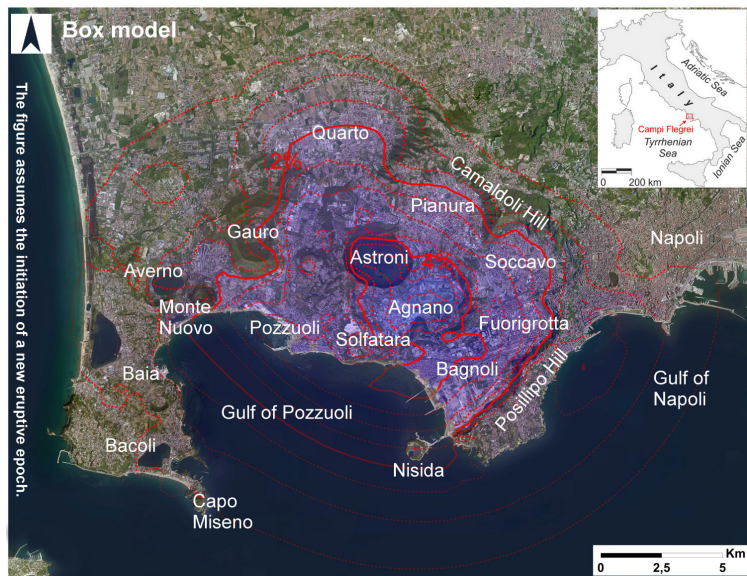 Box model
The figure assumes the initiation of a new eruptive epoch.
Italy
Adriatic Sea
Campi Flegrei
Tyrrhenian
Sea
Ionian Sea
0 200 km
Quarto
2%
Camaldoli Hill
Pianura
Gauro
Napoli
Astroni
4%
Soccavo
Averno
Agnano
Monte
Nuovo
Pozzuoli
Fuorigrotta
Solfatara
Bagnoli
Baia
Posillipo Hill
Gulf of
Napoli
Gulf of Pozzuoli
Bacoli
Nisida
Capo
Miseno
Km
0 2,5 5